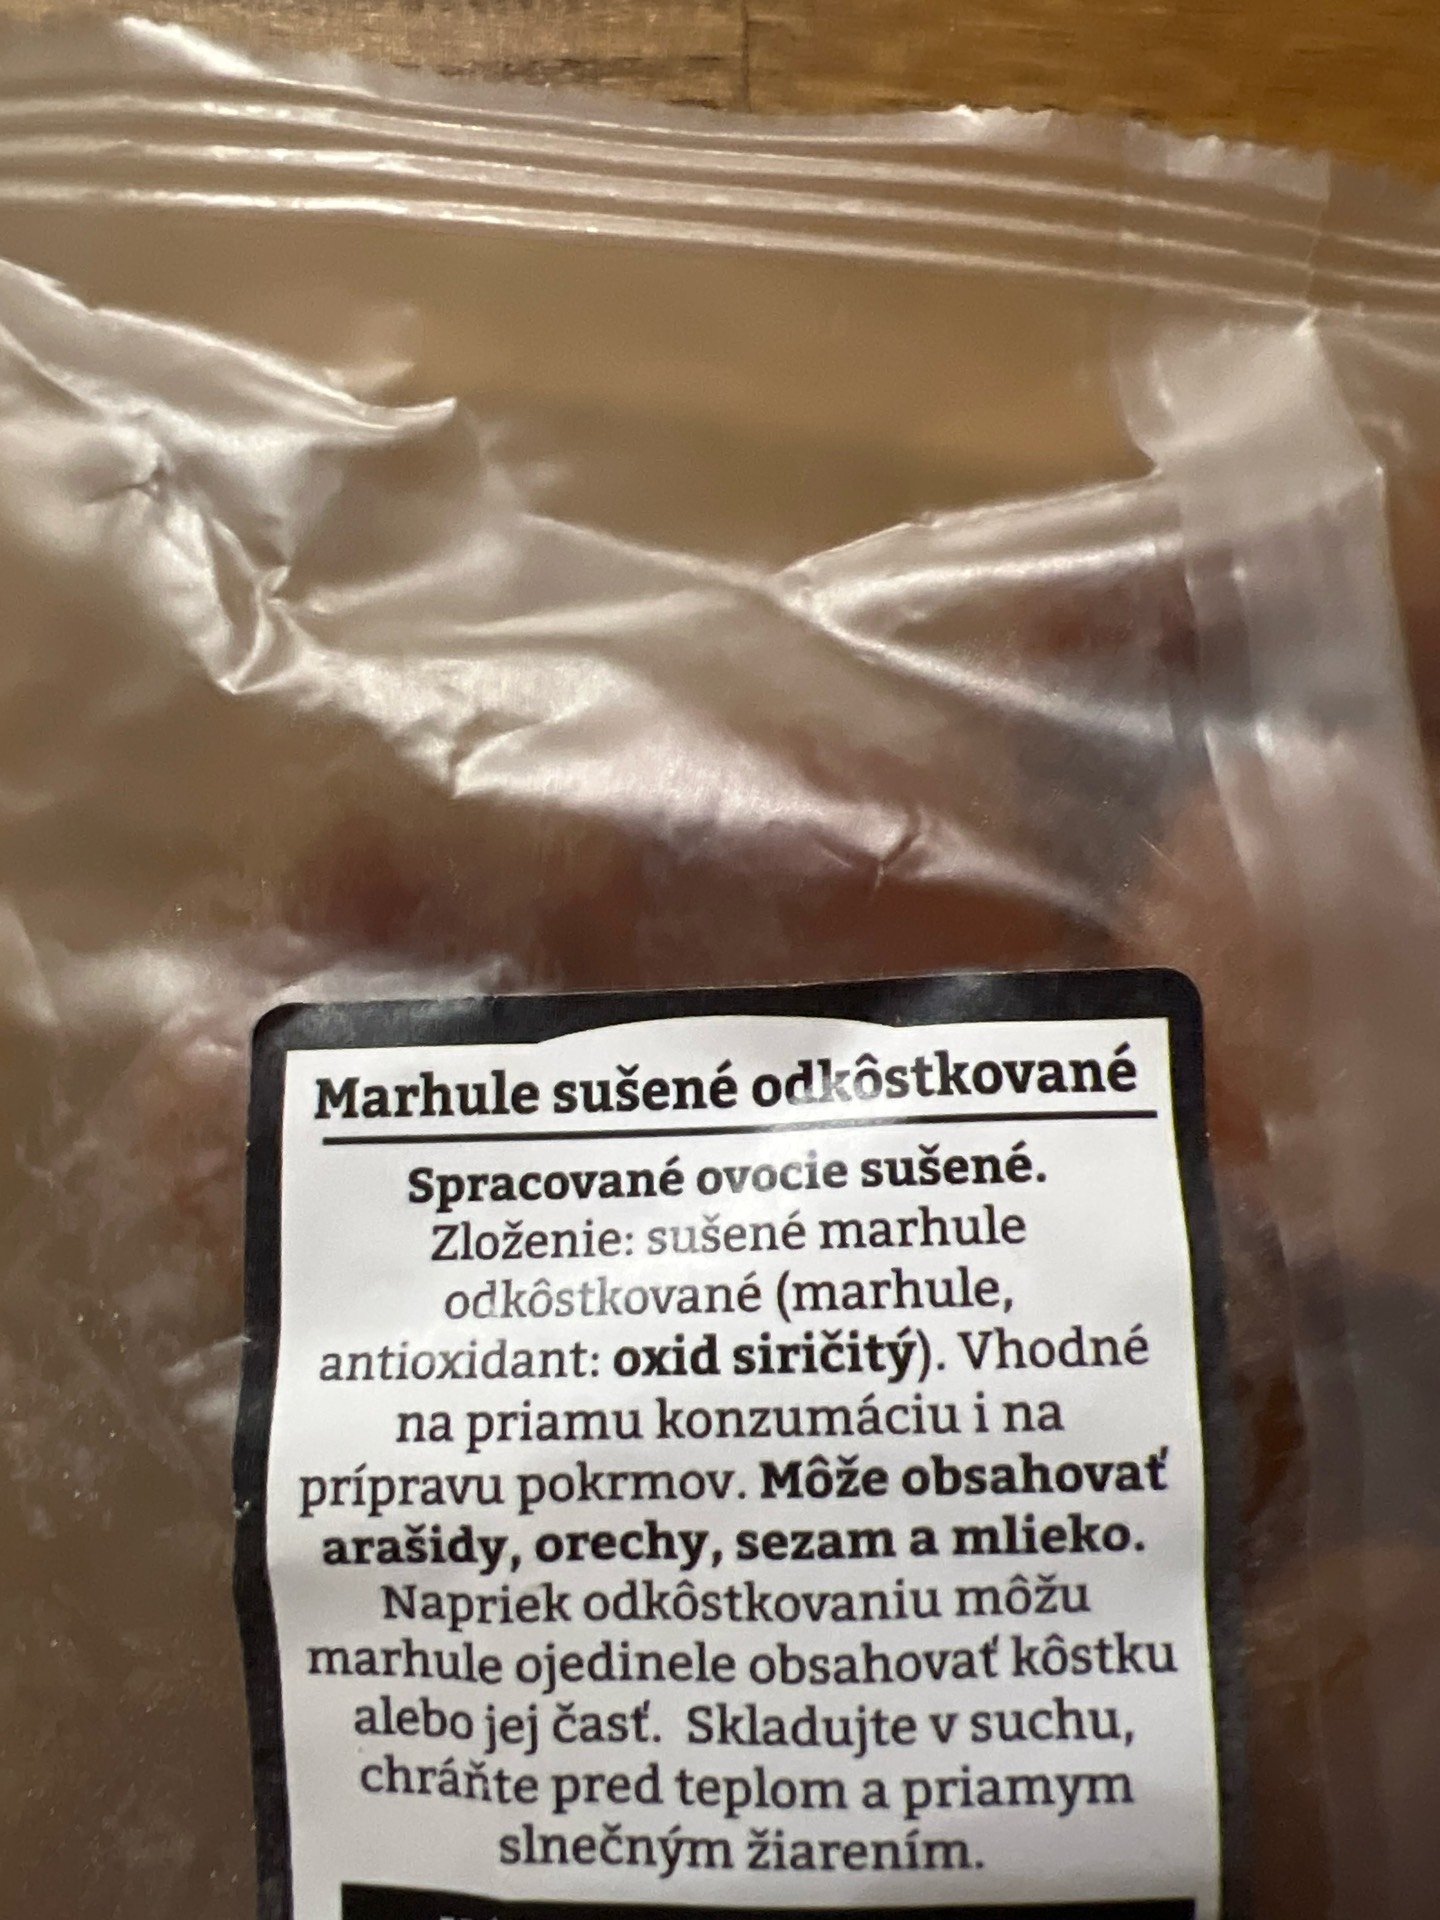 Marhule sušené odkôstkované
Spracované ovocie sušené.
Zloženie: sušené marhule
odkôstkované (marhule,
antioxidant: oxid siričitý). Vhodné
na priamu konzumáciu i na
prípravu pokrmov. Môže obsahovať
arašidy, orechy, sezam a mlieko.
Napriek odkôstkovaniu môžu
marhule ojedinele obsahovať kôstku
alebo jej časť. Skladujte v suchu,
chráňte pred teplom a priamym
slnečným žiarením.